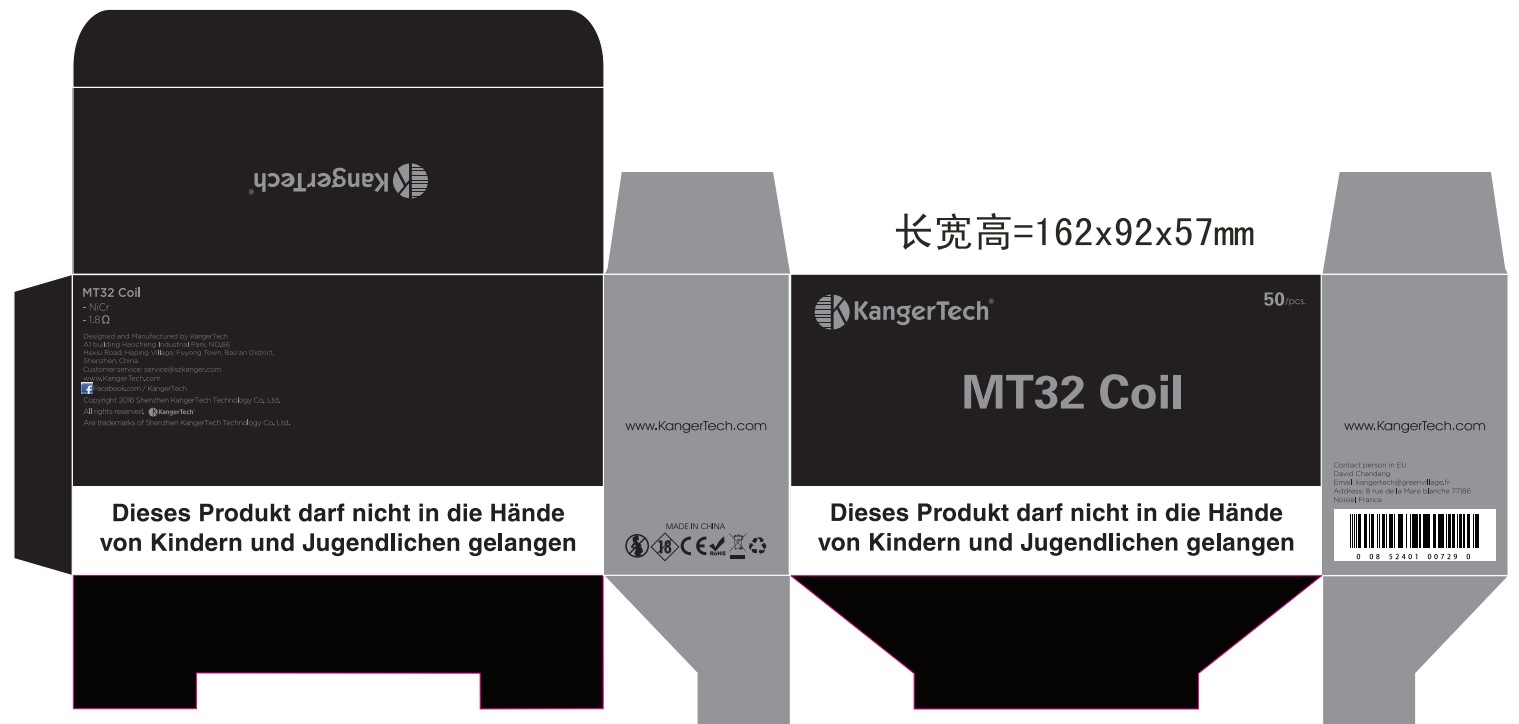 KangerTech®
长宽高=162x92x57mm
MT32 Coil
- NiCr
- 1.8Ω
Designed and Manufactured by KangerTech
A1 building Haocheng Industrial Park, NO.66
Hexiu Road, Heping Village, Fuyong Town, Bao'an District,
Shenzhen, China
Customer service: service@szkanger.com
www.KangerTech.com
Facebook.com / KangerTech
Copyright 2016 Shenzhen KangerTech Technology Co., Ltd.
All rights reserved. KangerTech
Are trademarks of Shenzhen KangerTech Technology Co. Ltd.
Dieses Produkt darf nicht in die Hände
von Kindern und Jugendlichen gelangen
www.KangerTech.com
MADE IN CHINA
18 CE RoHS
KangerTech®
50/pcs.
MT32 Coil
Dieses Produkt darf nicht in die Hände
von Kindern und Jugendlichen gelangen
www.KangerTech.com
Contact person in EU
David Chandeng
Email: kangertech@greenvillage.fr
Address: 8 rue de la Mare blanche 77186
Noisiel France
0 08 52401 00729 0